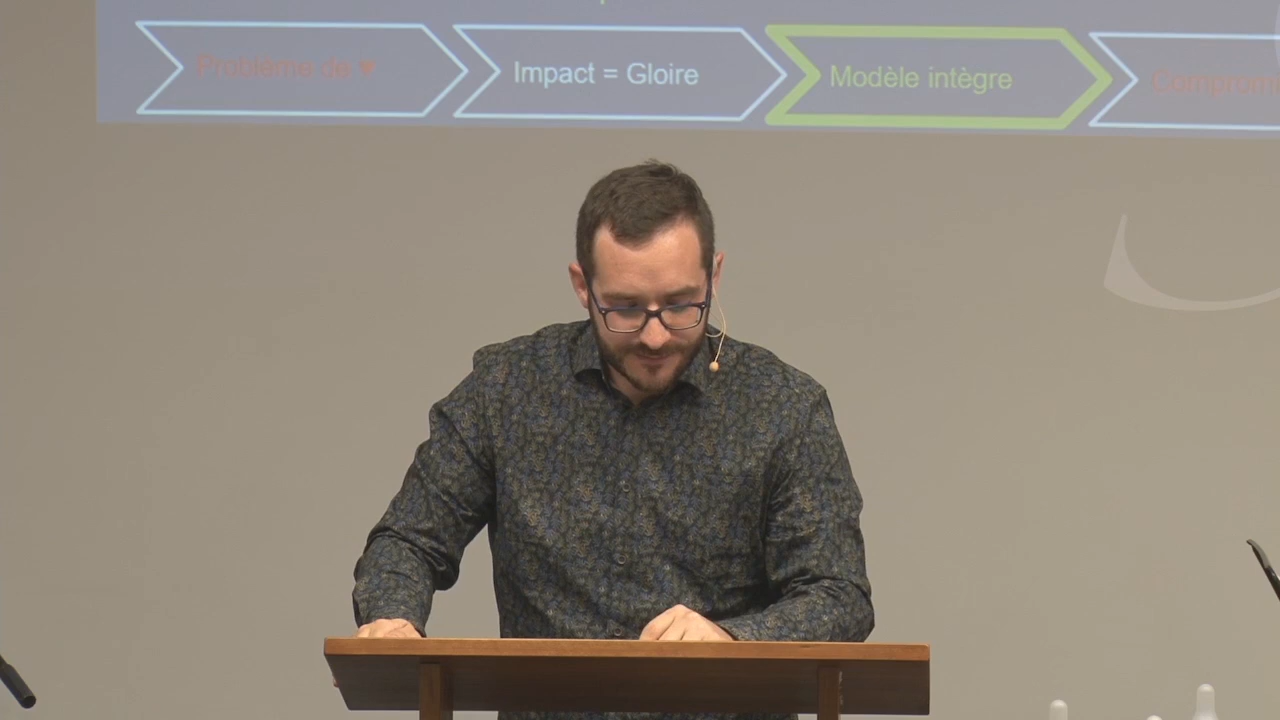 Problème de ♥
Impact = Gloire
Modèle intègre